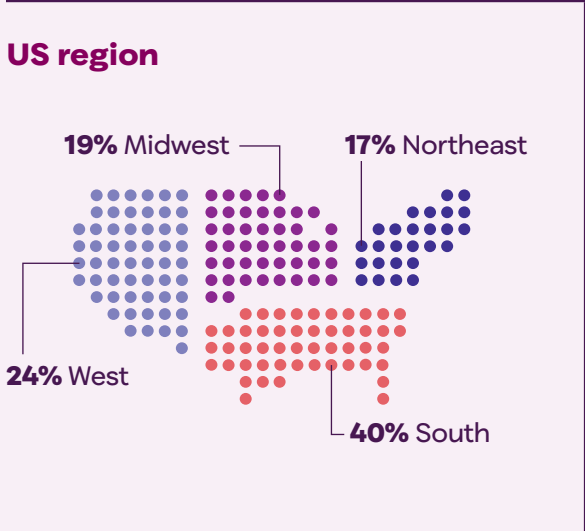 US region
19% Midwest
17% Northeast
24% West
40% South